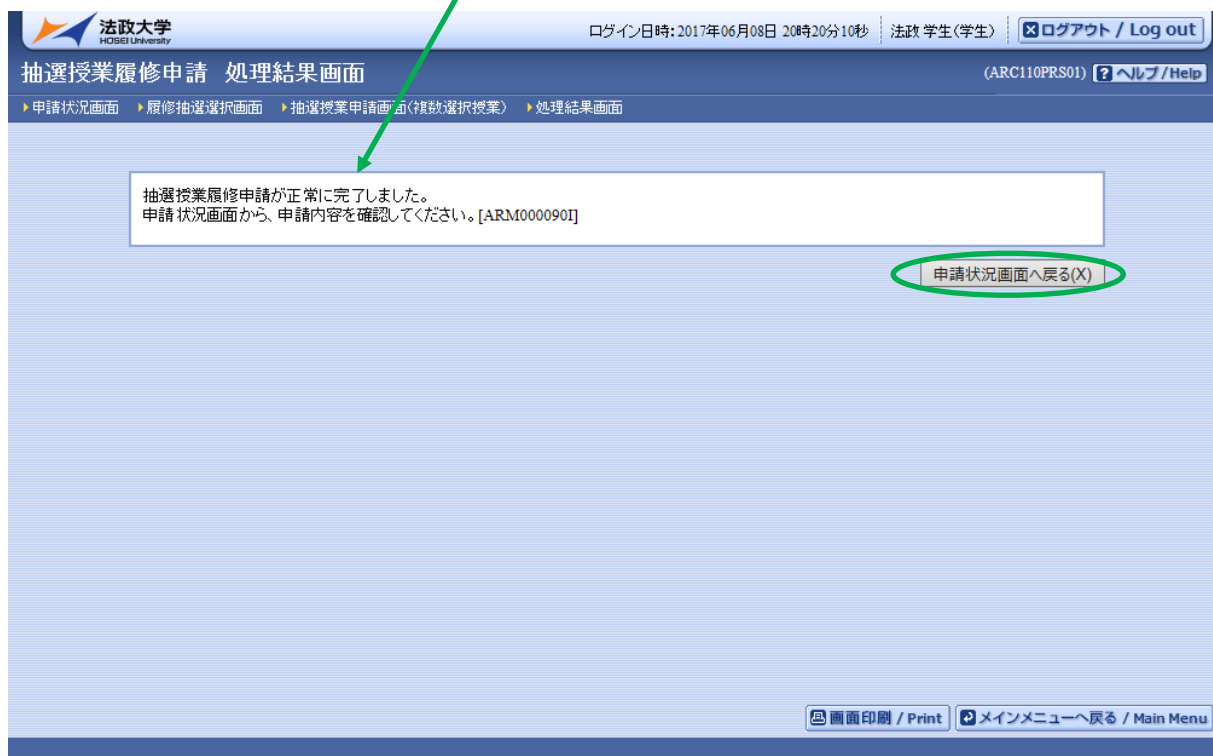 法政大学
HOSEI University
ログイン日時:2017年06月08日 20時20分10秒 法政 学生(学生) ログアウト / Log out
抽選授業履修申請 処理結果画面 (ARC110PRS01) ? ヘルプ/Help
申請状況画面 履修抽選選択画面 抽選授業申請画面(複数選択授業) 処理結果画面
抽選授業履修申請が正常に完了しました。
申請状況画面から、申請内容を確認してください。[ARM000090I]
申請状況画面へ戻る(X)
画面印刷 / Print メインメニューへ戻る / Main Menu